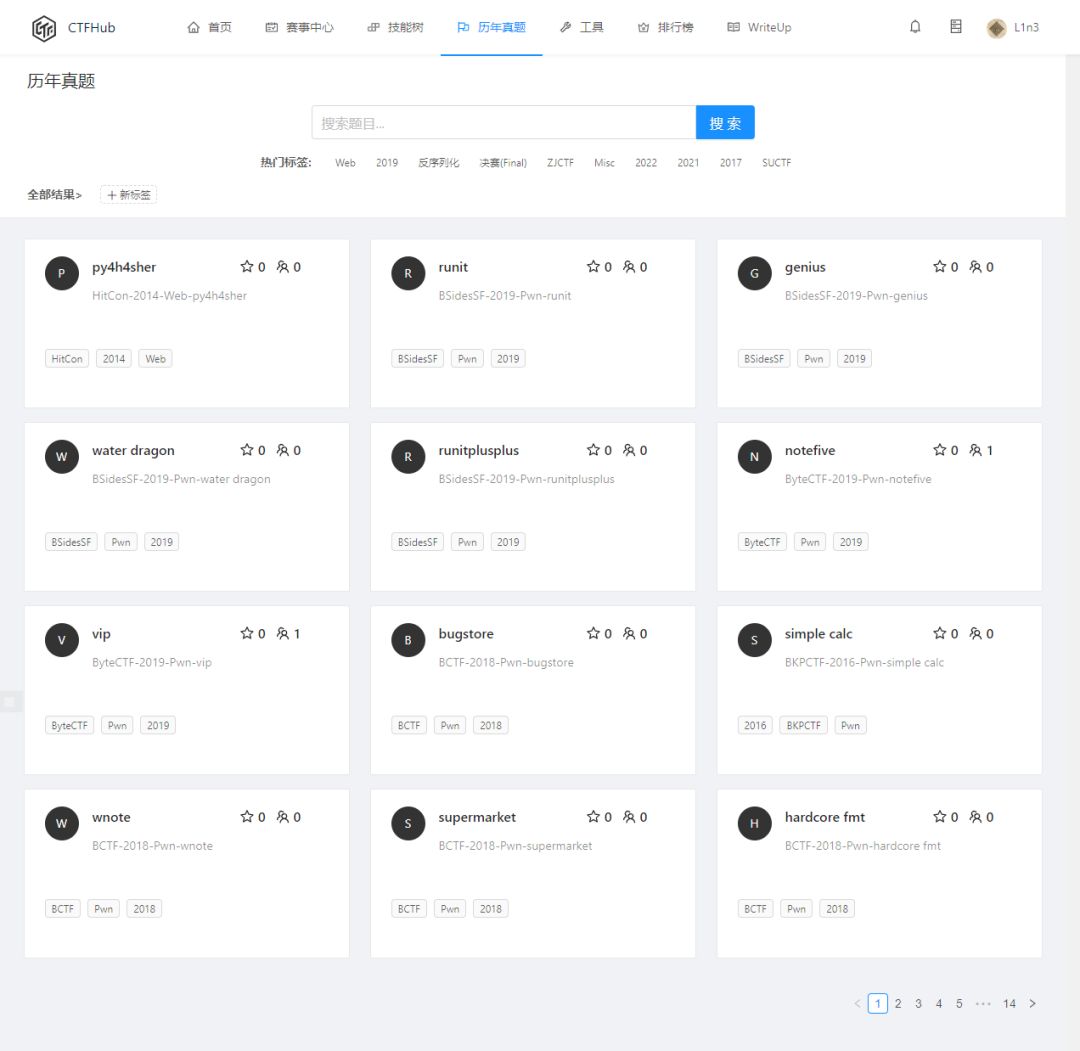 CTFHub 首页 赛事中心 技能树 历年真题 工具 排行榜 WriteUp L1n3
历年真题
搜索题目... 搜 索
热门标签: Web 2019 反序列化 决赛(Final) ZJCTF Misc 2022 2021 2017 SUCTF
全部结果> + 新标签
P py4h4sher 0 0
HitCon-2014-Web-py4h4sher
HitCon 2014 Web
R runit 0 0
BSidesSF-2019-Pwn-runit
BSidesSF Pwn 2019
G genius 0 0
BSidesSF-2019-Pwn-genius
BSidesSF Pwn 2019
W water dragon 0 0
BSidesSF-2019-Pwn-water dragon
BSidesSF Pwn 2019
R runitplusplus 0 0
BSidesSF-2019-Pwn-runitplusplus
BSidesSF Pwn 2019
N notefive 0 1
ByteCTF-2019-Pwn-notefive
ByteCTF Pwn 2019
V vip 0 1
ByteCTF-2019-Pwn-vip
ByteCTF Pwn 2019
B bugstore 0 0
BCTF-2018-Pwn-bugstore
BCTF Pwn 2018
S simple calc 0 0
BKPCTF-2016-Pwn-simple calc
2016 BKPCTF Pwn
W wnote 0 0
BCTF-2018-Pwn-wnote
BCTF Pwn 2018
S supermarket 0 0
BCTF-2018-Pwn-supermarket
BCTF Pwn 2018
H hardcore fmt 0 0
BCTF-2018-Pwn-hardcore fmt
BCTF Pwn 2018
< 1 2 3 4 5 ••• 14 >